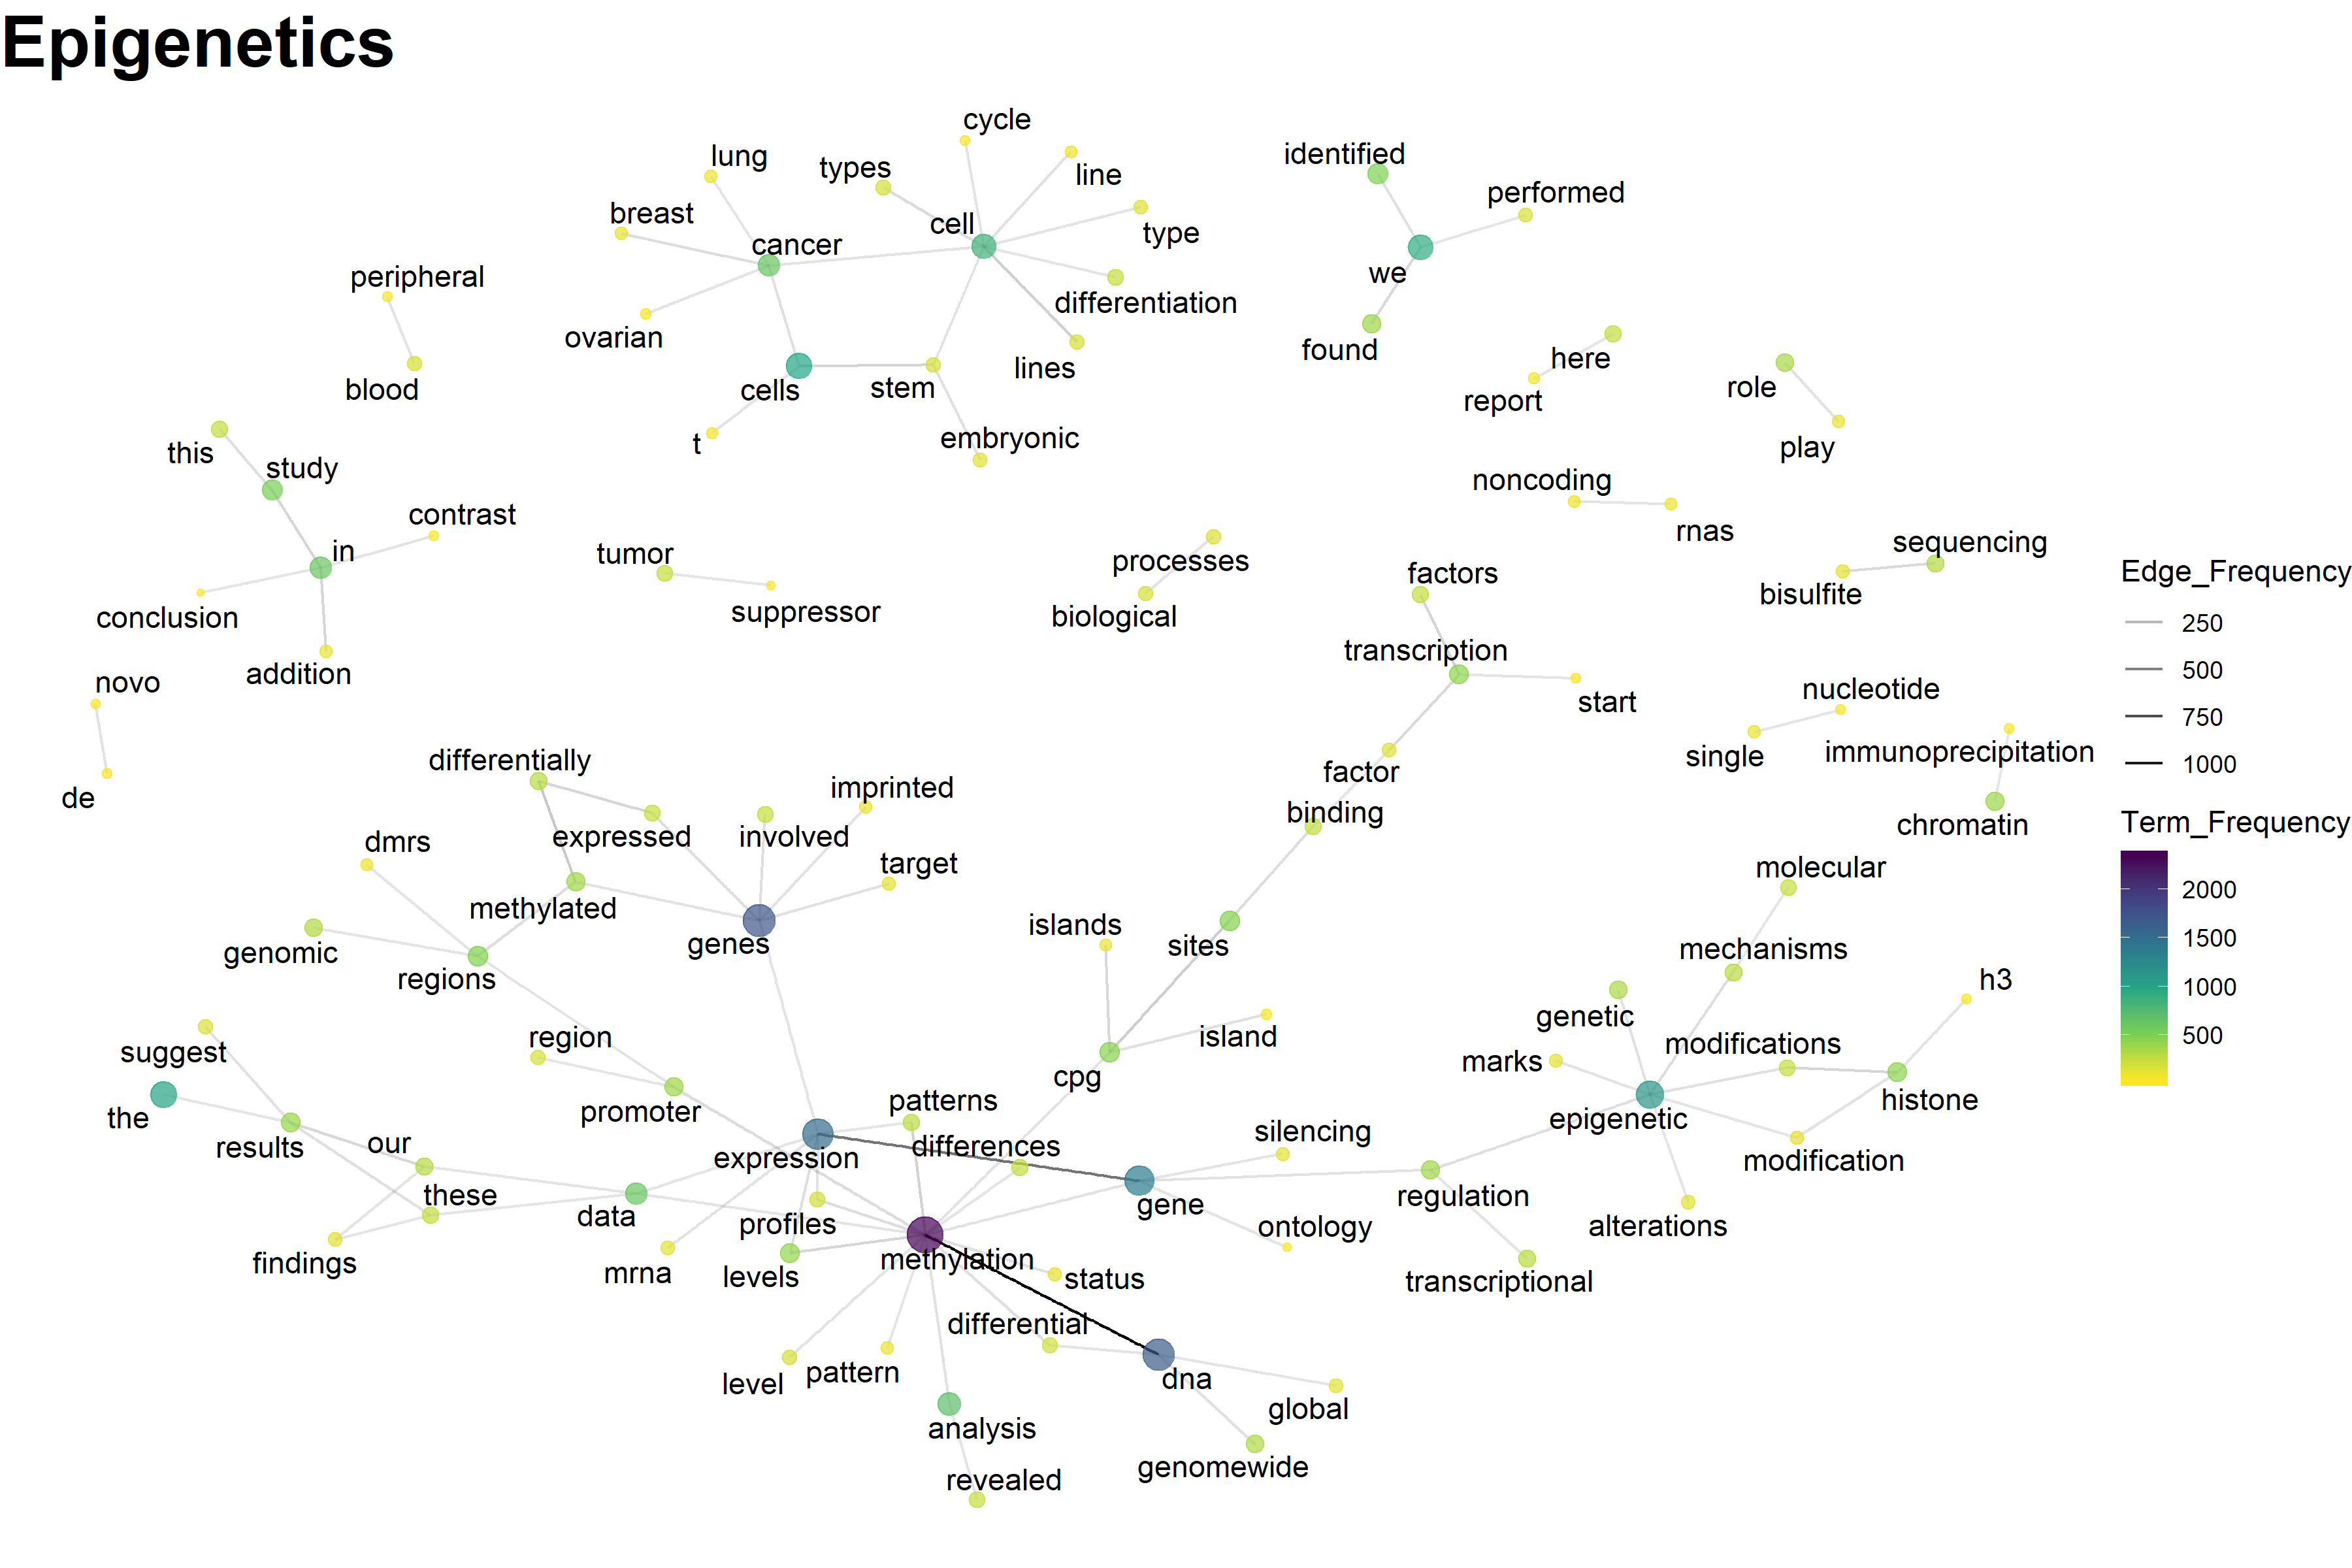 Epigenetics
cycle
lung
types
line
identified
performed
breast
cell
type
cancer
we
peripheral
differentiation
ovarian
found
here
blood
cells
stem
lines
report
role
t
embryonic
play
this
study
noncoding
contrast
rnas
in
tumor
processes
sequencing
factors
bisulfite
Edge_Frequency
conclusion
suppressor
biological
250
addition
transcription
500
novo
start
nucleotide
750
differentially
single
immunoprecipitation
1000
de
imprinted
factor
binding
chromatin
Term_Frequency
dmrs
expressed
involved
target
molecular
2000
methylated
islands
1500
genomic
genes
sites
mechanisms
regions
h3
1000
region
island
genetic
500
suggest
modifications
marks
cpg
the
promoter
patterns
histone
results
our
expression
differences
silencing
epigenetic
modification
these
profiles
gene
regulation
data
ontology
alterations
findings
mrna
levels
methylation
status
transcriptional
differential
level
pattern
dna
global
analysis
genomewide
revealed